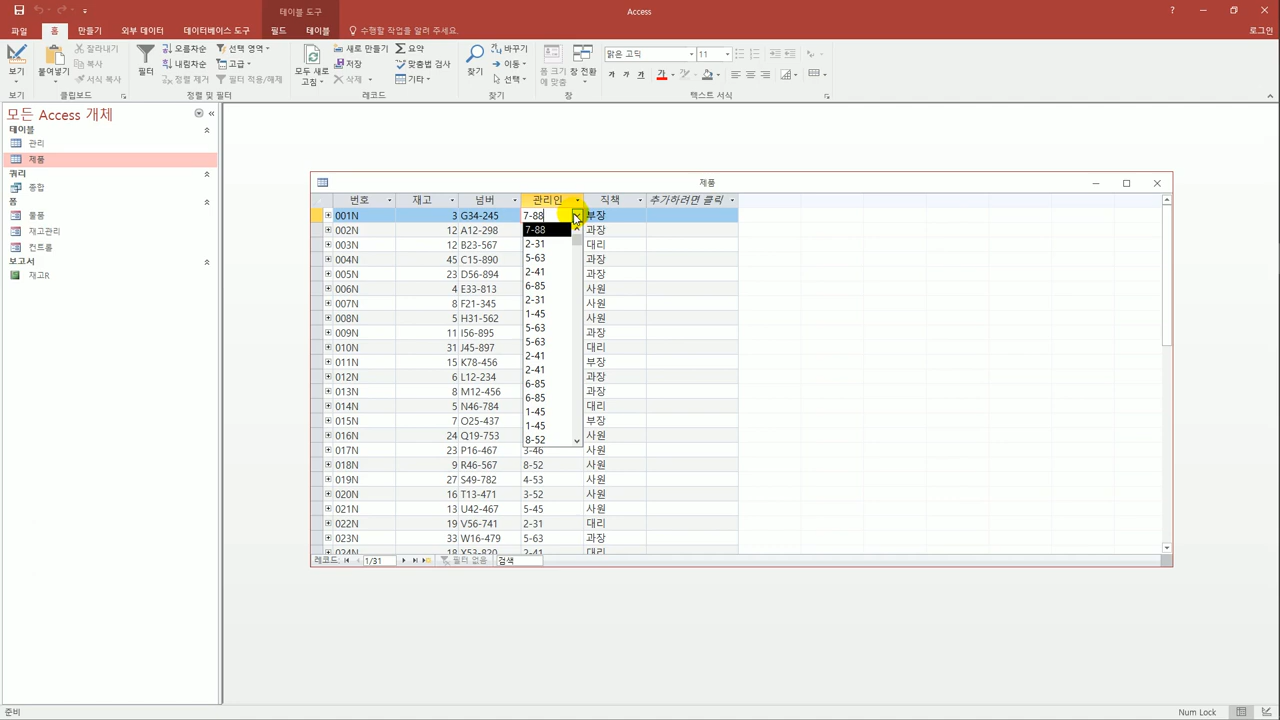 테이블 도구
Access
로그인
파일 홈 만들기 외부 데이터 데이터베이스 도구 필드 테이블 수행할 작업을 알려 주세요.
보기
붙여넣기
잘라내기
복사
서식 복사
필터
오름차순
내림차순
정렬 제거
선택 영역
고급
필터 적용/해제
모두 새로
고침
새로 만들기
저장
삭제
요약
맞춤법 검사
기타
찾기
바꾸기
이동
선택
폼 크기
에 맞춤
창 전환
맑은 고딕 11
가 가 가 가
보기 클립보드 정렬 및 필터 레코드 찾기 창 텍스트 서식
모든 Access 개체
테이블
관리
제품
쿼리
종합
폼
물품
재고관리
컨트롤
보고서
재고R
제품
번호 재고 넘버 관리인 직책 추가하려면 클릭
001N 3 G34-245 7-88 부장
002N 12 A12-298 7-88 과장
003N 12 B23-567 2-31 대리
004N 45 C15-890 5-63 과장
005N 23 D56-894 2-41 과장
006N 4 E33-813 6-85 사원
007N 8 F21-345 2-31 사원
008N 5 H31-562 1-45 사원
009N 11 I56-895 5-63 과장
010N 31 J45-897 5-63 대리
011N 15 K78-456 2-41 부장
012N 6 L12-234 2-41 과장
013N 8 M12-456 6-85 과장
014N 5 N46-784 6-85 대리
015N 7 O25-437 1-45 부장
1-45
016N 24 Q19-753 8-52 사원
017N 23 P16-467 3-46 사원
018N 9 R46-567 8-52 사원
019N 27 S49-782 4-53 사원
020N 16 T13-471 3-52 사원
021N 13 U42-467 5-45 사원
022N 19 V56-741 2-31 대리
023N 33 W16-479 5-63 과장
024N 18 X53-820 2-41 대리
레코드: 1/31 필터 없음 검색
준비
Num Lock